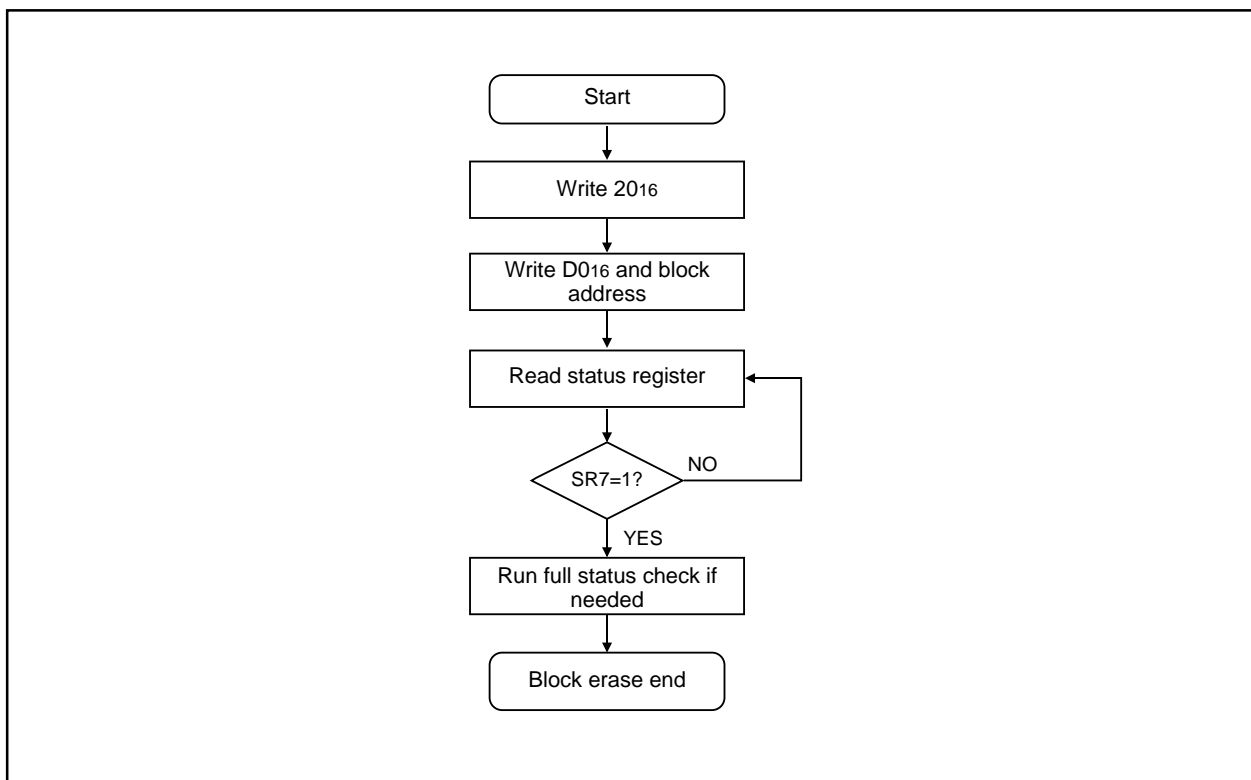 Start
Write 2016
Write D016 and block
address
Read status register
SR7=1?
NO
YES
Run full status check if
needed
Block erase end